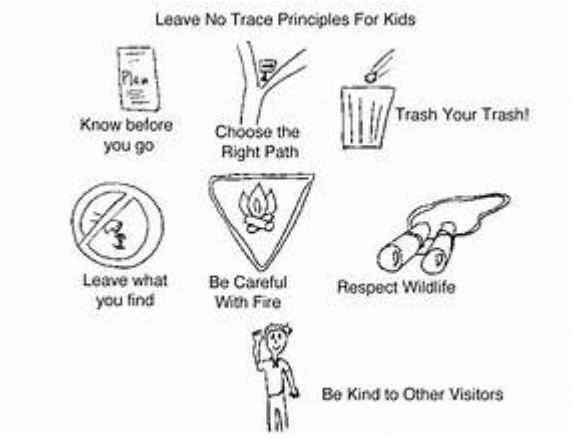 Leave No Trace Principles For Kids
Plan
Know before
you go
Choose the
Right Path
Trash Your Trash!
Leave what
you find
Be Careful
With Fire
Respect Wildlife
Be Kind to Other Visitors